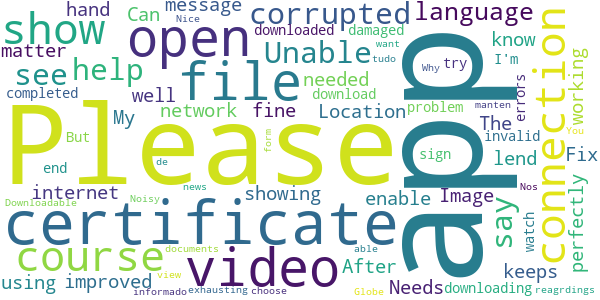 Please
app
certificate
video
file
open
course
connection
show
see
help
corrupted
language
Unable
hand
message
Can
matter
well
My
network
fine
needed
Location
The
know
I'm
try
problem
download
downloaded
damaged
want
tudo
Nice
Why
manten
errors
working
invalid
Fix
lend
sign
perfectly
You
completed
But
end
internet
form
de
showing
enable
Image
say
watch
keeps
Downloadable
Noisy
news
able
Nos
After
using
improved
documents
view
Needs
downloading
informado
exhausting
choose
Globe
reagrdings